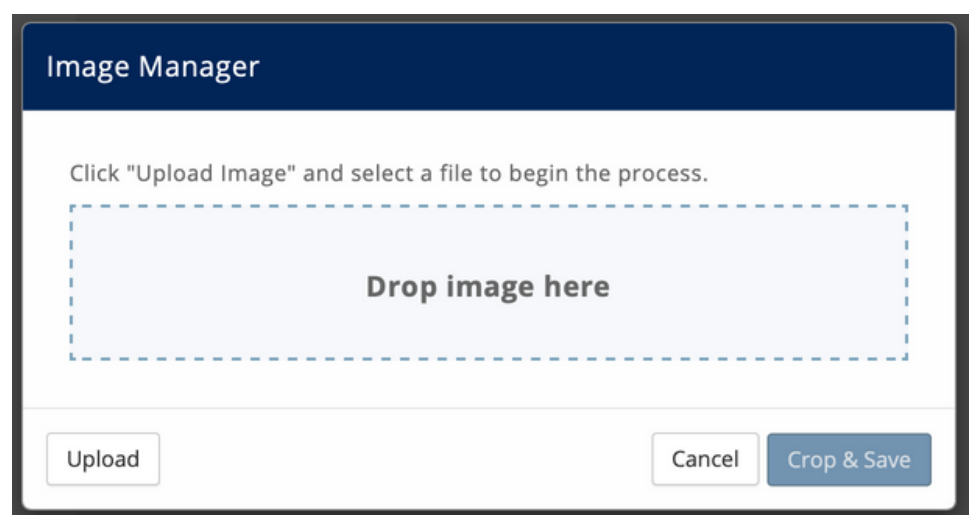 Image Manager
Click "Upload Image" and select a file to begin the process.
Drop image here
Upload
Cancel
Crop & Save